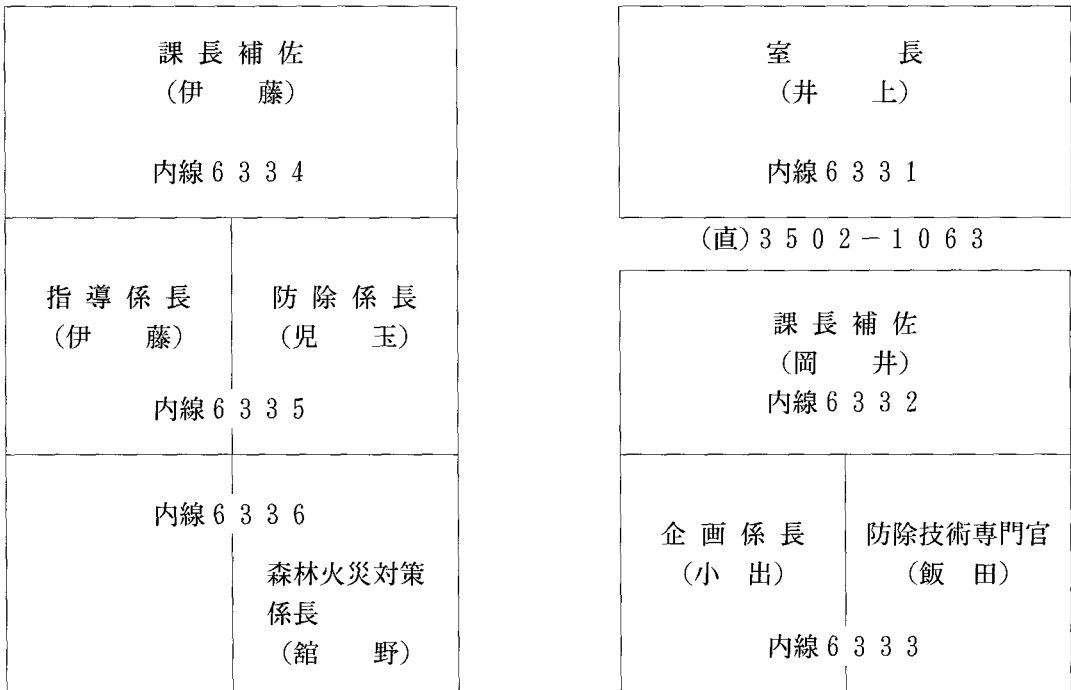 課長補佐
(伊　藤)
内線6334
指導係長
(伊　藤)
防除係長
(児　玉)
内線6335
内線6336
森林火災対策
係長
(舘　野)
室　長
(井　上)
内線6331
(直)3502-1063
課長補佐
(岡　井)
内線6332
企画係長
(小　出)
防除技術専門官
(飯　田)
内線6333